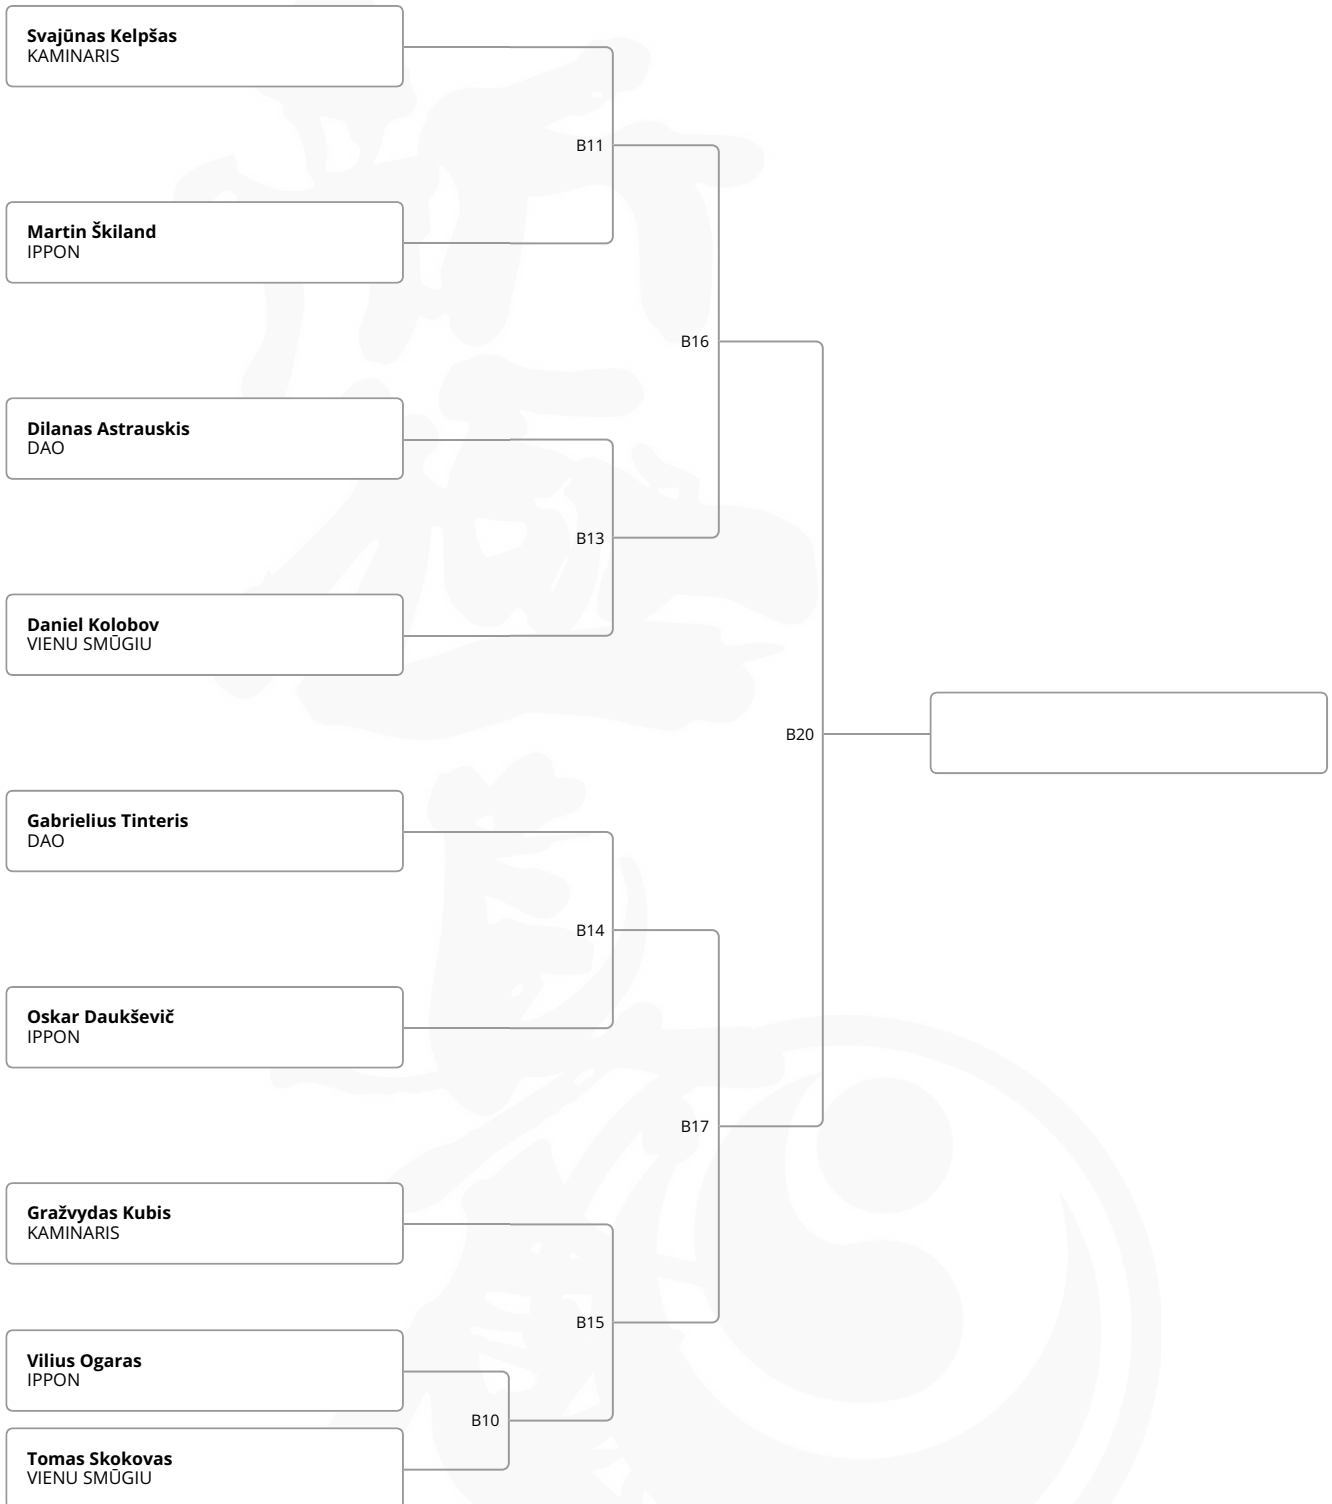 Svajūnas Kelpšas
KAMINARIS
B11
Martin Škiland
IPPON
B16
Dilanas Astrauskis
DAO
B13
Daniel Kolobov
VIENU SMŪGIU
B20
Gabrielius Tinteris
DAO
B14
Oskar Daukševič
IPPON
B17
Gražvydas Kubis
KAMINARIS
B15
Vilius Ogaras
IPPON
B10
Tomas Skokovas
VIENU SMŪGIU